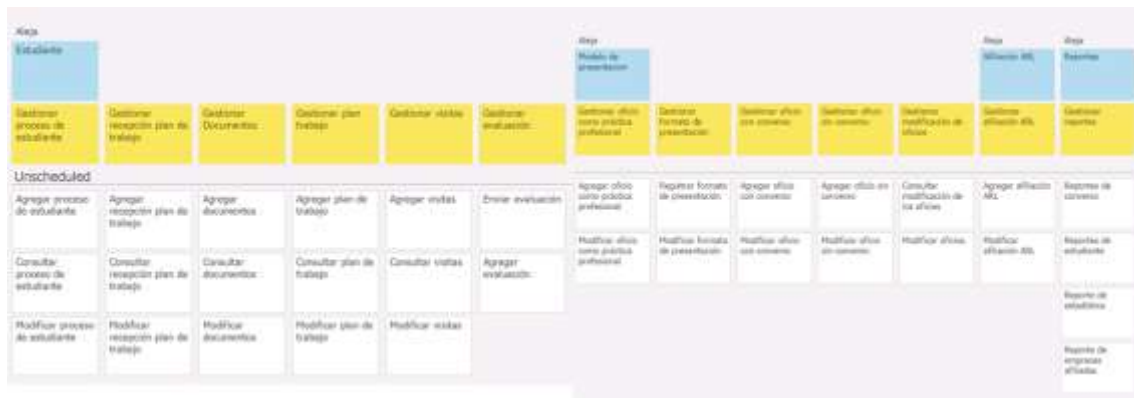 Aleja
Estudiante
Gestionar
proceso de
estudiante
Gestionar
recepción plan de
trabajo
Gestionar
Documentos
Gestionar plan
trabajo
Gestionar visitas
Gestionar
evaluación
Unscheduled
Agregar proceso
de estudiante
Agregar
recepción plan de
trabajo
Agregar
documentos
Agregar plan de
trabajo
Agregar visitas
Enviar evaluación
Consultar
proceso de
estudiante
Consultar
recepción plan de
trabajo
Consultar
documentos
Consultar plan de
trabajo
Consultar visitas
Agregar
evaluación
Modificar proceso
de estudiante
Modificar
recepción plan de
trabajo
Modificar
documentos
Modificar plan de
trabajo
Modificar visitas
Aleja
Modelo de
presentación
Aleja
Afiliación ARL
Aleja
Reportes
Gestionar oficio
como práctica
profesional
Gestionar
formato de
presentación
Gestionar oficio
con convenio
Gestionar oficio
sin convenio
Gestionar
modificación de
oficios
Gestionar
afiliación ARL
Gestionar
reportes
Agregar oficio
como práctica
profesional
Registrar formato
de presentación
Agregar oficio
con convenio
Agregar oficio sin
convenio
Consultar
modificación de
los oficios
Agregar afiliación
ARL
Reportes de
convenio
Modificar oficio
como práctica
profesional
Modificar formato
de presentación
Modificar oficio
con convenio
Modificar oficio
sin convenio
Modificar oficios
Modificar
afiliación ARL
Reportes de
estudiante
Reporte de
estadística
Reporte de
empresas
afiliadas